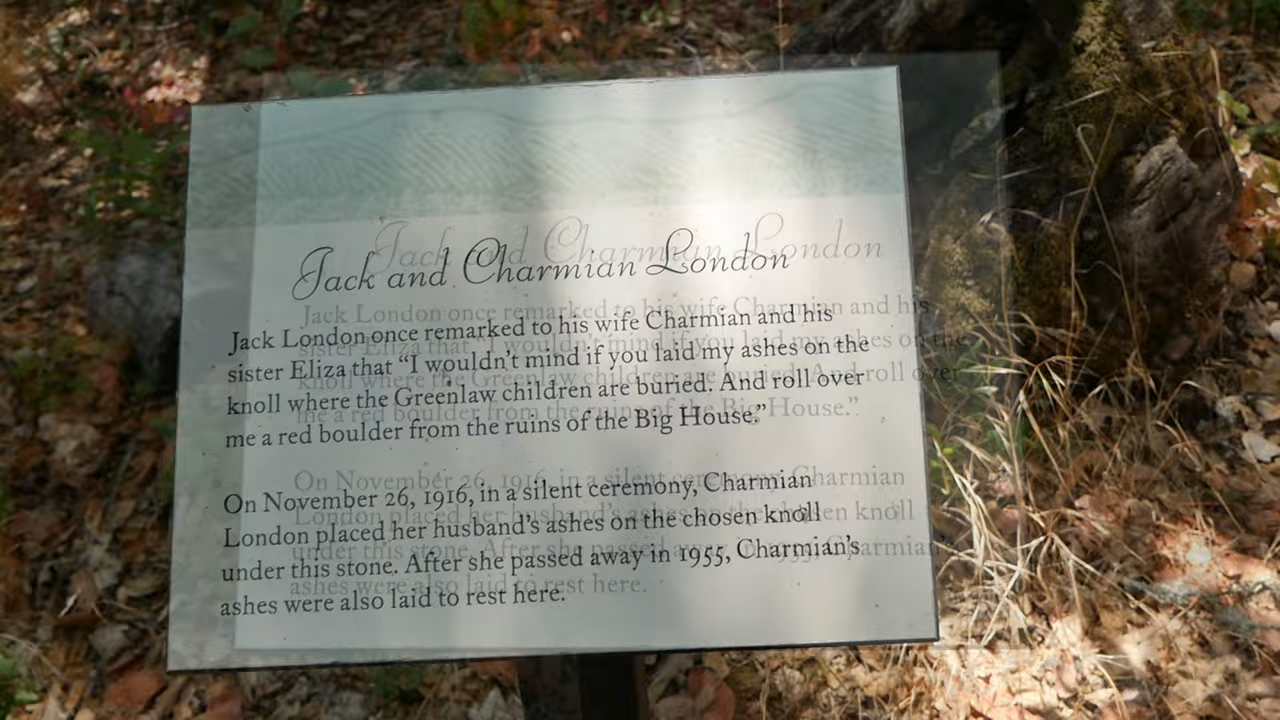 Jack and Charmian London
Jack London once remarked to his wife Charmian and his
sister Eliza that “I wouldn’t mind if you laid my ashes on the
knoll where the Greenlaw children are buried. And roll over
me a red boulder from the ruins of the Big House.”
On November 26, 1916, in a silent ceremony, Charmian
London placed her husband’s ashes on the chosen knoll
under this stone. After she passed away in 1955, Charmian’s
ashes were also laid to rest here.